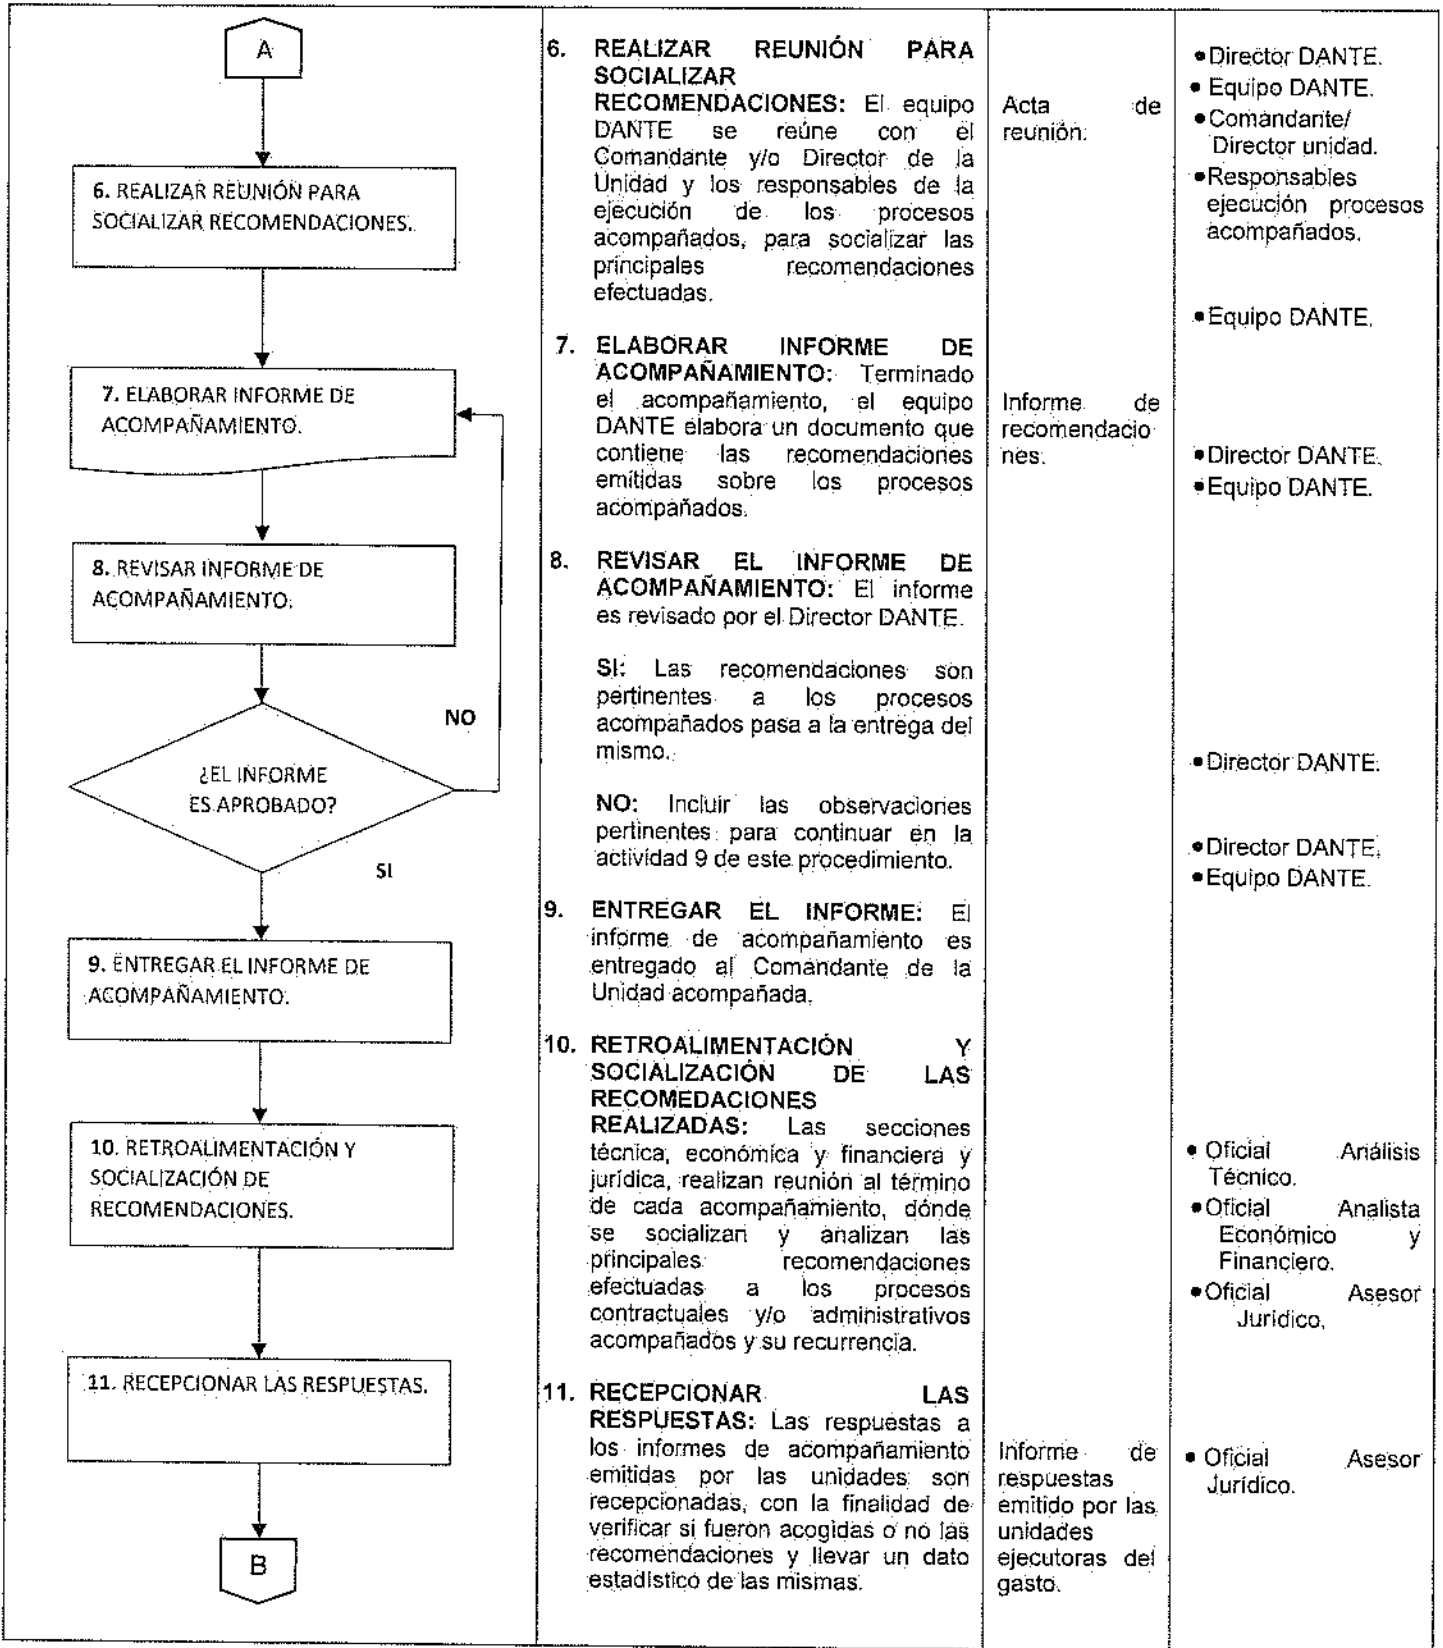 A
6. REALIZAR REUNIÓN PARA
SOCIALIZAR RECOMENDACIONES.
7. ELABORAR INFORME DE
ACOMPAÑAMIENTO.
8. REVISAR INFORME DE
ACOMPAÑAMIENTO.
NO
¿EL INFORME
ES APROBADO?
SI
9. ENTREGAR EL INFORME DE
ACOMPAÑAMIENTO.
10. RETROALIMENTACIÓN Y
SOCIALIZACIÓN DE
RECOMENDACIONES.
11. RECEPCIONAR LAS RESPUESTAS.
B
6. REALIZAR REUNIÓN PARA
SOCIALIZAR
RECOMENDACIONES: El equipo
DANTE se reúne con el
Comandante y/o Director de la
Unidad y los responsables de la
ejecución de los procesos
acompañados, para socializar las
principales recomendaciones
efectuadas.
7. ELABORAR INFORME DE
ACOMPAÑAMIENTO: Terminado
el acompañamiento, el equipo
DANTE elabora un documento que
contiene las recomendaciones
emitidas sobre los procesos
acompañados.
8. REVISAR EL INFORME DE
ACOMPAÑAMIENTO: El informe
es revisado por el Director DANTE.
SI: Las recomendaciones son
pertinentes a los procesos
acompañados pasa a la entrega del
mismo.
NO: Incluir las observaciones
pertinentes para continuar en la
actividad 9 de este procedimiento.
9. ENTREGAR EL INFORME: El
informe de acompañamiento es
entregado al Comandante de la
Unidad acompañada.
10. RETROALIMENTACIÓN Y
SOCIALIZACIÓN DE LAS
RECOMEDACIONES
REALIZADAS: Las secciones
técnica, económica y financiera y
jurídica, realizan reunión al término
de cada acompañamiento, dónde
se socializan y analizan las
principales recomendaciones
efectuadas a los procesos
contractuales y/o administrativos
acompañados y su recurrencia.
11. RECEPCIONAR LAS
RESPUESTAS: Las respuestas a
los informes de acompañamiento
emitidas por las unidades son
recepcionadas, con la finalidad de
verificar si fueron acogidas o no las
recomendaciones y llevar un dato
estadístico de las mismas.
Acta de
reunión.
Informe de
recomendacio
nes.
Informe de
respuestas
emitido por las
unidades
ejecutoras del
gasto.
• Director DANTE.
• Equipo DANTE.
• Comandante/
Director unidad.
• Responsables
ejecución procesos
acompañados.
• Equipo DANTE.
• Director DANTE.
• Equipo DANTE.
• Director DANTE.
• Director DANTE.
• Equipo DANTE.
• Oficial Análisis
Técnico.
• Oficial Analista
Económico y
Financiero.
• Oficial Asesor
Jurídico.
• Oficial Asesor
Jurídico.